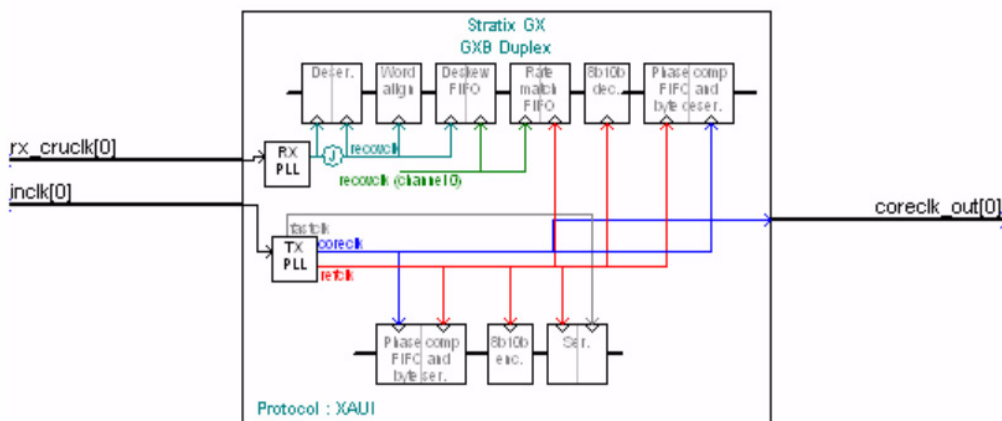 Stratix GX
GXB Duplex
Deser.
Word
align
Deskew
FIFO
Rate
match
FIFO
8b10b
dec.
Phase comp
FIFO and
byte deser.
rx_cruclk[0]
RX
PLL
J
recovclk
recovclk (channel 0)
inclk[0]
coreclk_out[0]
fastclk
TX
PLL
coreclk
refclk
Phase comp
FIFO and
byte ser.
8b10b
enc.
Ser.
Protocol : XAUI